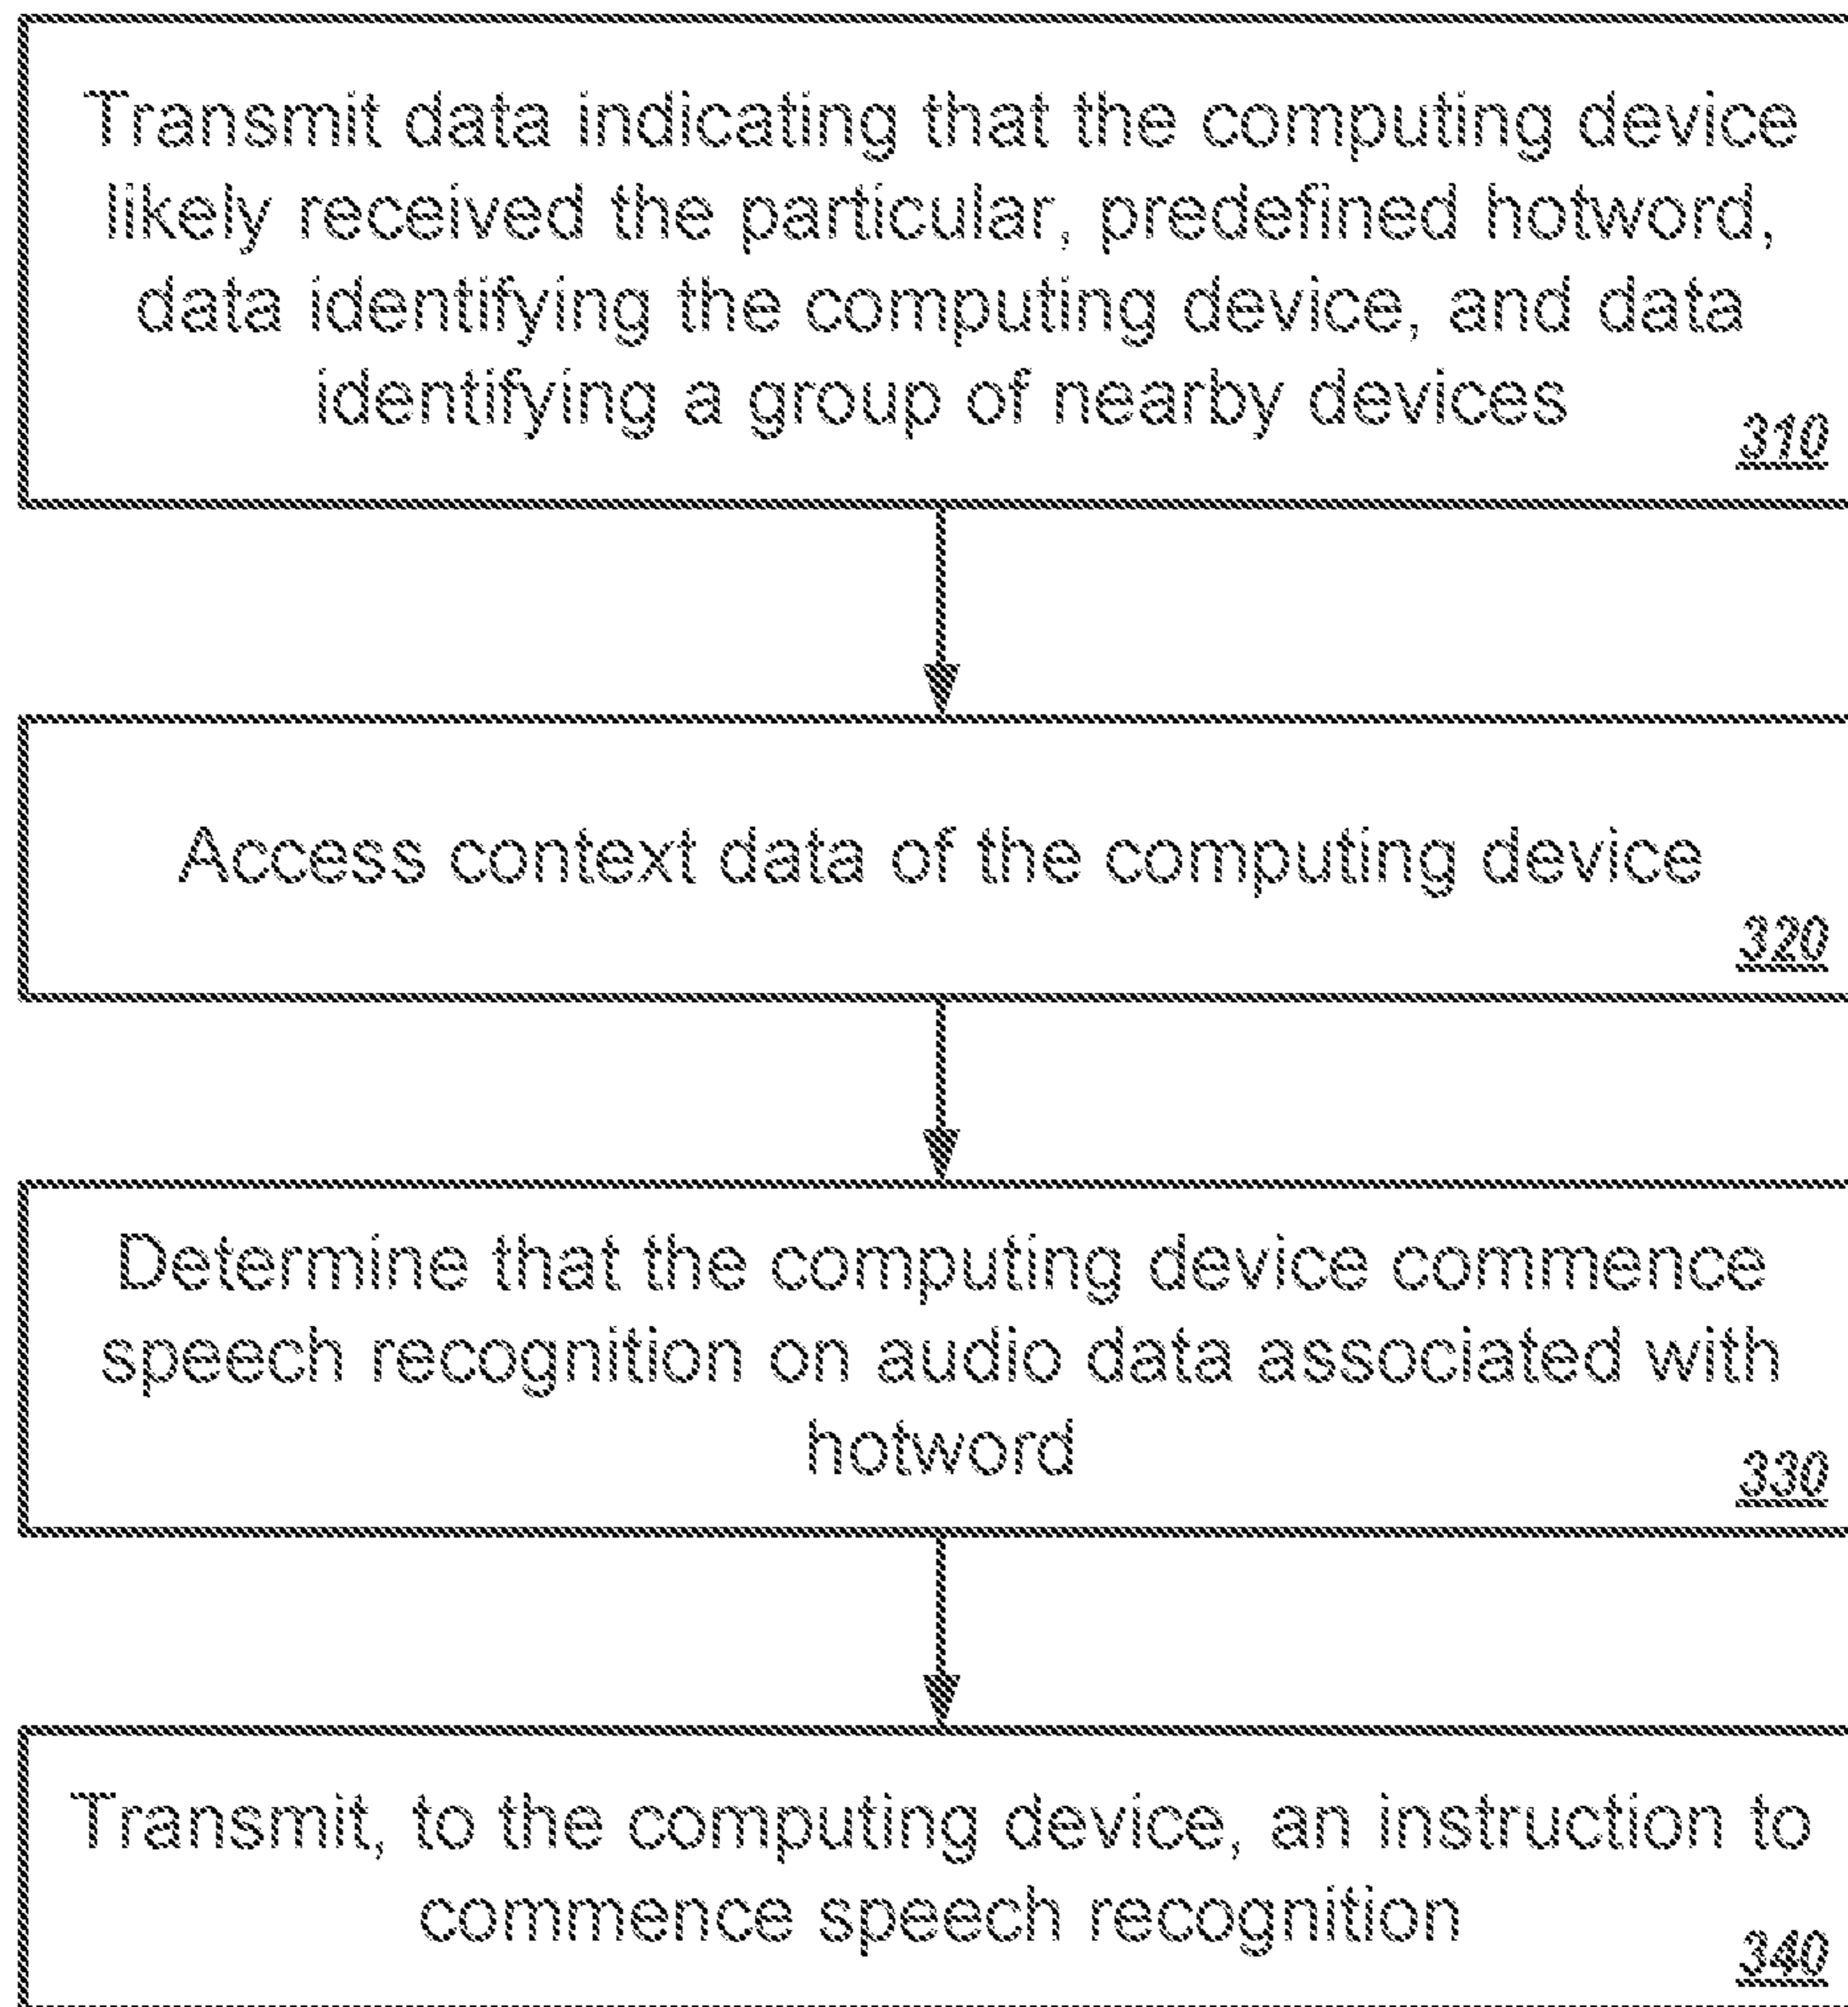 Transmit data indicating that the computing device
likely received the particular, predefined hotword,
data identifying the computing device, and data
identifying a group of nearby devices
310
Access context data of the computing device
320
Determine that the computing device commence
speech recognition on audio data associated with
hotword
330
Transmit, to the computing device, an instruction to
commence speech recognition
340